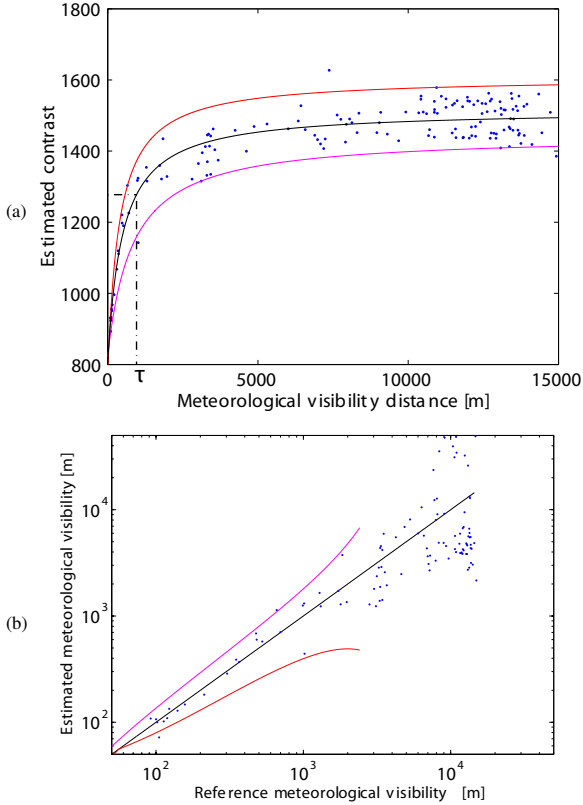 (a)
Estimated contrast
1800
1600
1400
1200
1000
800
0
τ
5000
10000
15000
Meteorological visibility distance [m]
(b)
Estimated meteorological visibility [m]
10^4
10^3
10^2
10^2
10^3
10^4
Reference meteorological visibility [m]